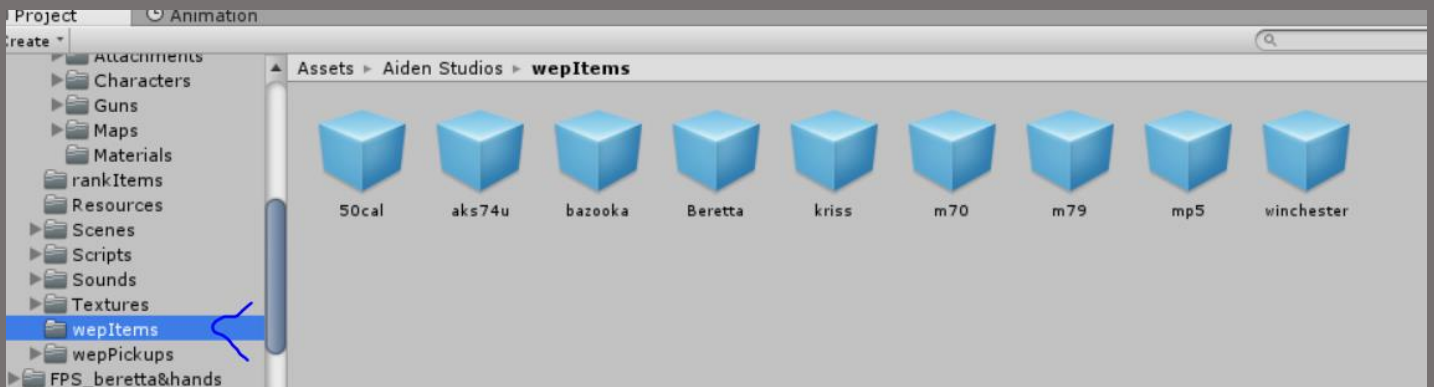 Project Animation
Create
Attachments
Characters
Guns
Maps
Materials
rankItems
Resources
Scenes
Scripts
Sounds
Textures
wepItems
wepPickups
FPS_beretta&hands
Assets Aiden Studios wepItems
50cal aks74u bazooka Beretta kriss m70 m79 mp5 winchester